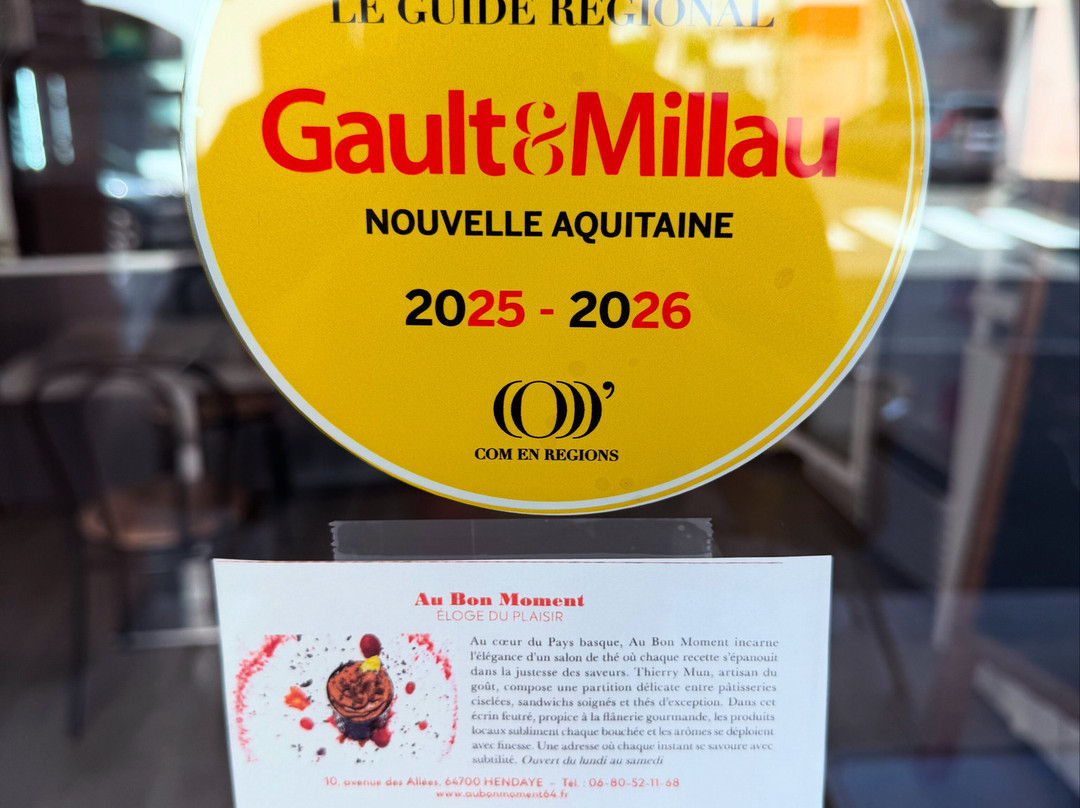 LE GUIDE RÉGIONAL
Gault&Millau
NOUVELLE AQUITAINE
2025 - 2026
COM EN REGIONS
Au Bon Moment
ÉLOGE DU PLAISIR
Au cœur du Pays basque, Au Bon Moment incarne
l'élégance d'un salon de thé où chaque recette s'épanouit
dans la justesse des saveurs. Thierry Mun, artisan du
goût, compose une partition délicate entre pâtisseries
ciselées, sandwichs soignés et thés d'exception. Dans cet
écrin feutré, propice à la flânerie gourmande, les produits
locaux subliment chaque bouchée et les arômes se déploient
avec finesse. Une adresse où chaque instant se savoure avec
subtilité. Ouvert du lundi au samedi
10, avenue des Allées, 64700 HENDAYE – Tél : 06-80-52-11-68
www.aubonmoment64.fr